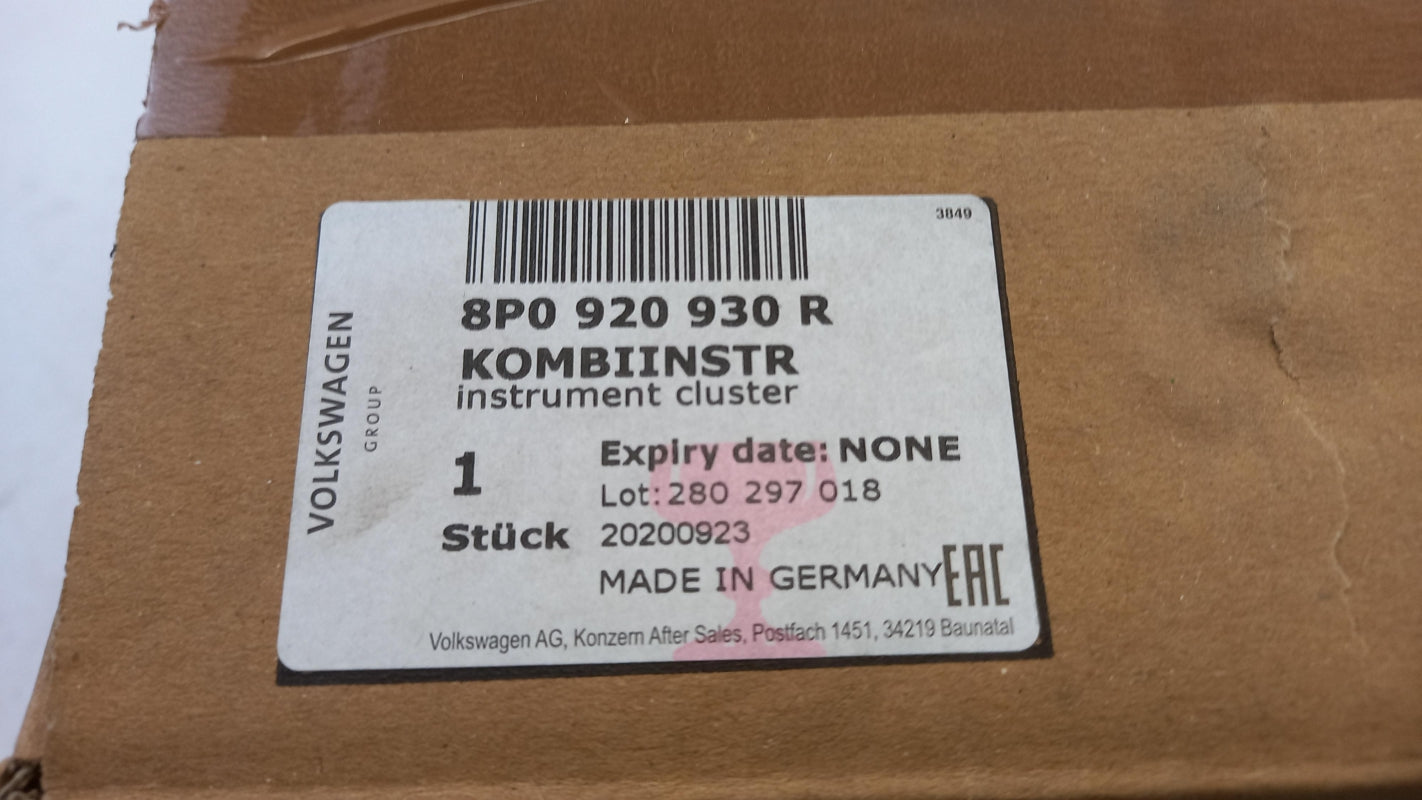 3849
8P0 920 930 R
KOMBIINSTR
instrument cluster
VOLKSWAGEN
GROUP
1
Stück
Expiry date: NONE
Lot: 280 297 018
20200923
MADE IN GERMANY
EAC
Volkswagen AG, Konzern After Sales, Postfach 1451, 34219 Baunatal